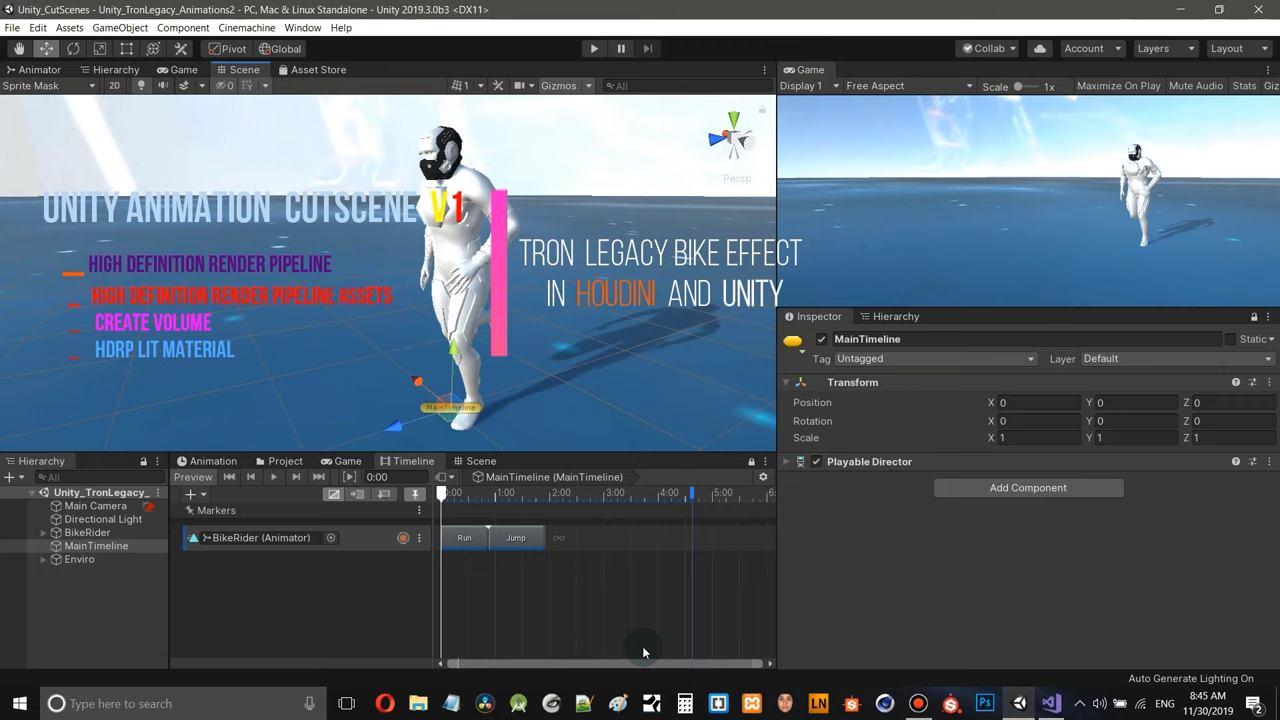 Unity_CutScenes - Unity_TronLegacy_Animations2 - PC, Mac & Linux Standalone - Unity 2019.3.0b3 <DX11>
File Edit Assets GameObject Component Cinemachine Window Help
Pivot Global Collab Account Layers Layout
Animator Hierarchy Game Scene Asset Store
Sprite Mask 2D 0 1 Gizmos All
Game
Display 1 Free Aspect Scale 1x Maximize On Play Mute Audio Stats Giz
Persp
UNITY ANIMATION CUTSCENE V1
HIGH DEFINITION RENDER PIPELINE
HIGH DEFINITION RENDER PIPELINE ASSETS
CREATE VOLUME
HDRP LIT MATERIAL
TRON LEGACY BIKE EFFECT
IN HOUDINI AND UNITY
MainTimeline
Inspector Hierarchy
MainTimeline Static
Tag Untagged Layer Default
Transform
Position X 0 Y 0 Z 0
Rotation X 0 Y 0 Z 0
Scale X 1 Y 1 Z 1
Playable Director
Add Component
Hierarchy
All
Unity_TronLegacy_
Main Camera
Directional Light
BikeRider
MainTimeline
Enviro
Animation Project Game Timeline Scene
Preview 0:00 MainTimeline (MainTimeline)
0:00 1:00 2:00 3:00 4:00 5:00
Markers
BikeRider (Animator) Run Jump
Auto Generate Lighting On
Type here to search
LN
Ps
ENG
8:45 AM
11/30/2019
2